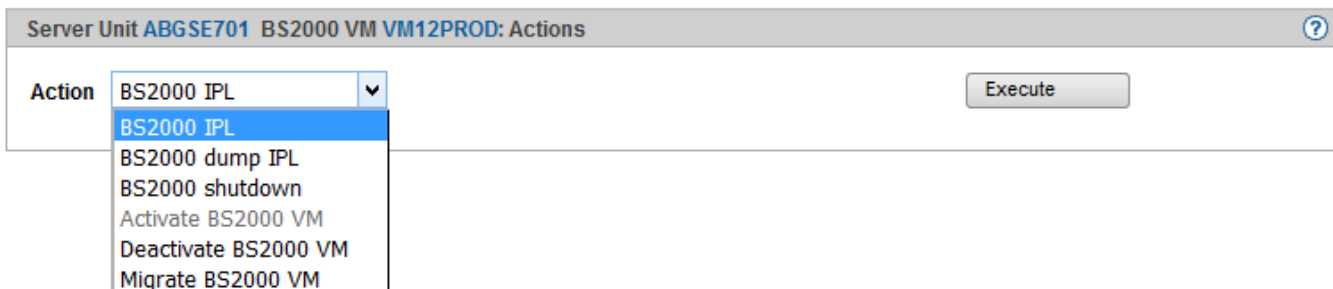 Server Unit ABGSE701 BS2000 VM VM12PROD: Actions ?
Action BS2000 IPL Execute
BS2000 IPL
BS2000 dump IPL
BS2000 shutdown
Activate BS2000 VM
Deactivate BS2000 VM
Migrate BS2000 VM